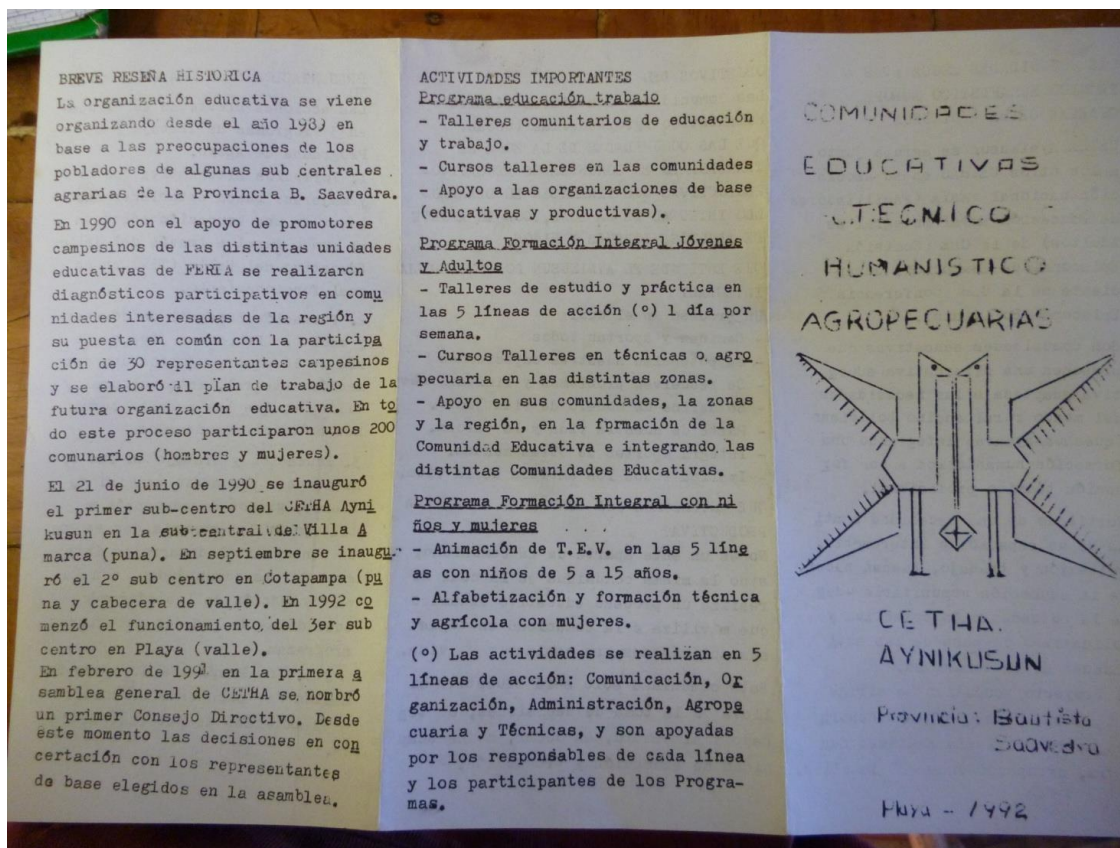 BREVE RESEÑA HISTORICA
La organización educativa se viene
organizando desde el año 1989 en
base a las preocupaciones de los
pobladores de algunas sub centrales
agrarias de la Provincia B. Saavedra.
En 1990 con el apoyo de promotores
campesinos de las distintas unidades
educativas de FERIA se realizaron
diagnósticos participativos en comu
nidades interesadas de la región y
su puesta en común con la participa
ción de 30 representantes campesinos
y se elaboró el plan de trabajo de la
futura organización educativa. En to
do este proceso participaron unos 200
comunarios (hombres y mujeres).
El 21 de junio de 1990 se inauguró
el primer sub-centro del CETHA Ayni
kusun en la subcentral del Villa A
marca (puna). En septiembre se inaugu
ró el 2º sub centro en Cotapampa (pu
na y cabecera de valle). En 1992 co
menzó el funcionamiento del 3er sub
centro en Playa (valle).
En febrero de en la primera a
samblea general de CETHA se nombró
un primer Consejo Directivo. Desde
este momento las decisiones en con
certación con los representantes
de base elegidos en la asamblea.
ACTIVIDADES IMPORTANTES
Programa educación trabajo
- Talleres comunitarios de educación
y trabajo.
- Cursos talleres en las comunidades
- Apoyo a las organizaciones de base
(educativas y productivas).
Programa Formación Integral Jóvenes
y Adultos
- Talleres de estudio y práctica en
las 5 líneas de acción (º) 1 día por
semana.
- Cursos Talleres en técnicas o agro
pecuaria en las distintas zonas.
- Apoyo en sus comunidades, la zonas
y la región, en la fprmación de la
Comunidad Educativa e integrando las
distintas Comunidades Educativas.
Programa Formación Integral con ni
ños y mujeres . . .
- Animación de T.E.V. en las 5 líne
as con niños de 5 a 15 años.
- Alfabetización y formación técnica
y agrícola con mujeres.
(º) Las actividades se realizan en 5
líneas de acción: Comunicación, Or
ganización, Administración, Agrope
cuaria y Técnicas, y son apoyadas
por los responsables de cada línea
y los participantes de los Progra-
mas.
COMUNIDADES
EDUCATIVAS
TECNICO
HUMANISTICO
AGROPECUARIAS
CETHA.
AYNIKUSUN
Provincia: Bautista
Saavedra
Playa - 1992